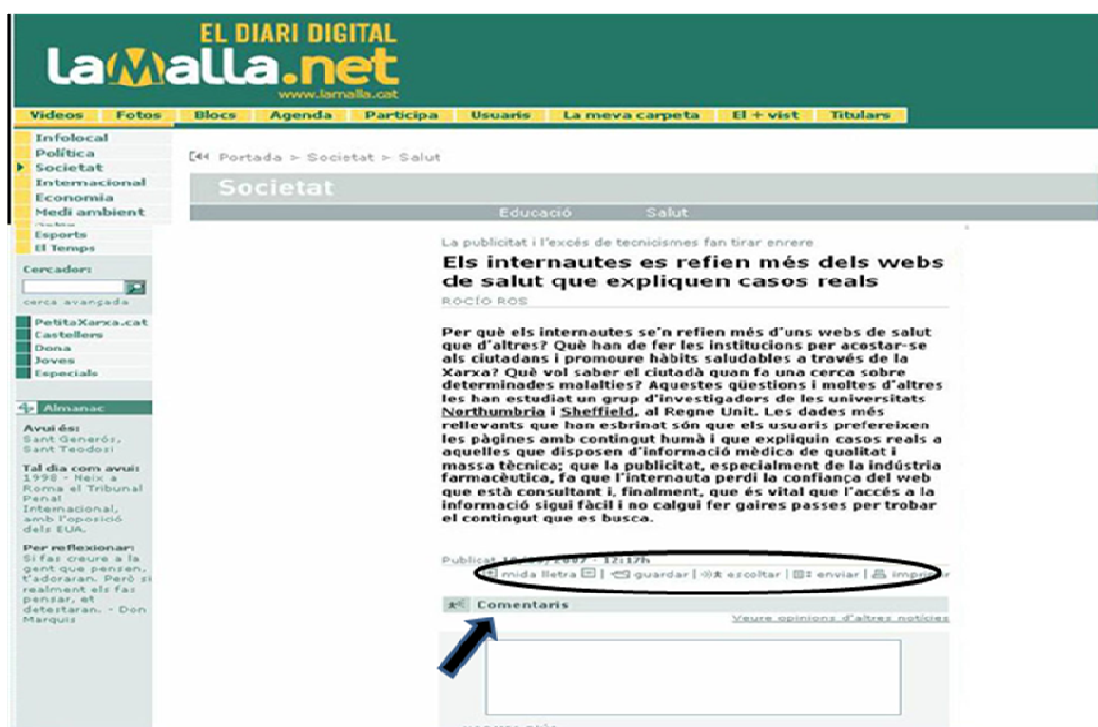 EL DIARI DIGITAL
LaMalla.net
www.lamalla.cat
Vídeos Fotos Blocs Agenda Participa Usuaris La meva carpeta El + vist Titulars
Infolocal
Política
Societat
Internacional
Economia
Medi ambient
Esports
El Temps
Cercador:
cerca avançada
PetitaXarxa.cat
Castellers
Dona
Joves
Especials
Almanac
Avui és:
Sant Generós,
Sant Teodosi
Tal dia com avui:
1998 - Neix a
Roma el Tribunal
Penal
Internacional,
amb l'oposició
dels EUA.
Per reflexionar:
Si fas creure a la
gent que pensen,
t'adoraran. Però si
realment els fas
pensar, et
detestaran. - Don
Marquis
Portada > Societat > Salut
Societat
Educació Salut
La publicitat i l'excés de tecnicismes fan tirar enrere
Els internautes es refien més dels webs
de salut que expliquen casos reals
ROCÍO ROS
Per què els internautes se'n refien més d'uns webs de salut
que d'altres? Què han de fer les institucions per acostar-se
als ciutadans i promoure hàbits saludables a través de la
Xarxa? Què vol saber el ciutadà quan fa una cerca sobre
determinades malalties? Aquestes qüestions i moltes d'altres
les han estudiat un grup d'investigadors de les universitats
Northumbria i Sheffield, al Regne Unit. Les dades més
rellevants que han esbrinat són que els usuaris prefereixen
les pàgines amb contingut humà i que expliquin casos reals a
aquelles que disposen d'informació mèdica de qualitat i
massa tècnica; que la publicitat, especialment de la indústria
farmacèutica, fa que l'internauta perdi la confiança del web
que està consultant i, finalment, que és vital que l'accés a la
informació sigui fàcil i no calgui fer gaires passes per trobar
el contingut que es busca.
Publicat 2007 - 12:17h
mida lletra | guardar | escoltar | enviar | imprimir
Comentaris
Veure opinions d'altres notícies